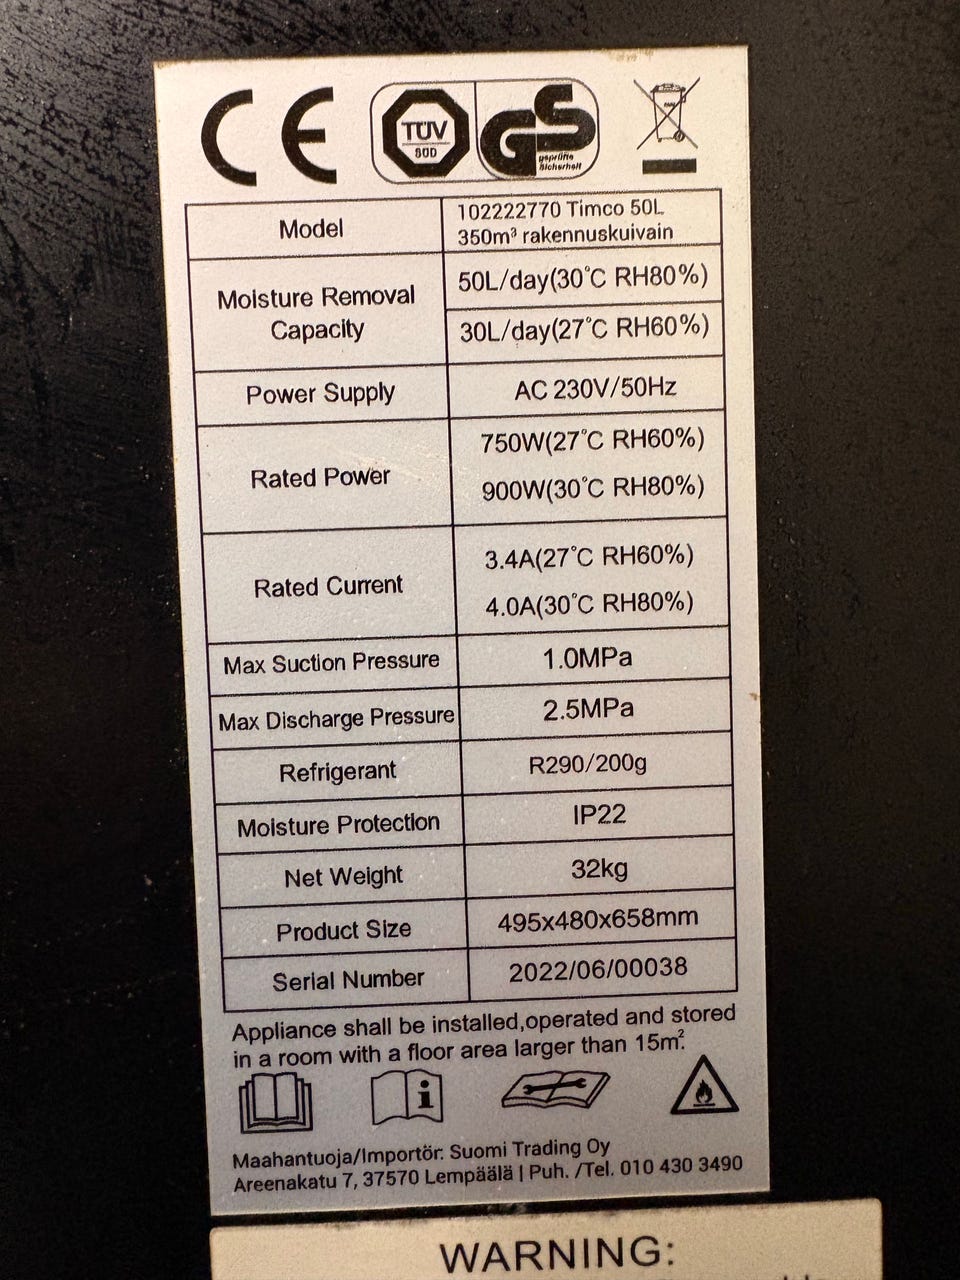 CE
TÜV
SÜD
GS
geprüfte
Sicherheit
Model
102222770 Timco 50L
350m³ rakennuskuivain
Moisture Removal
Capacity
50L/day(30°C RH80%)
30L/day(27°C RH60%)
Power Supply
AC 230V/50Hz
Rated Power
750W(27°C RH60%)
900W(30°C RH80%)
Rated Current
3.4A(27°C RH60%)
4.0A(30°C RH80%)
Max Suction Pressure
1.0MPa
Max Discharge Pressure
2.5MPa
Refrigerant
R290/200g
Moisture Protection
IP22
Net Weight
32kg
Product Size
495x480x658mm
Serial Number
2022/06/00038
Appliance shall be installed,operated and stored
in a room with a floor area larger than 15m².
Maahantuoja/Importör: Suomi Trading Oy
Areenakatu 7, 37570 Lempäälä | Puh. /Tel. 010 430 3490
WARNING: